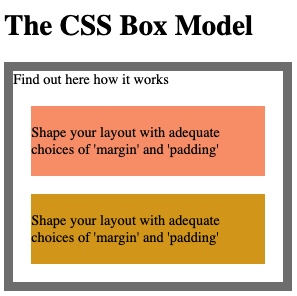 The CSS Box Model
Find out here how it works
Shape your layout with adequate
choices of 'margin' and 'padding'
Shape your layout with adequate
choices of 'margin' and 'padding'